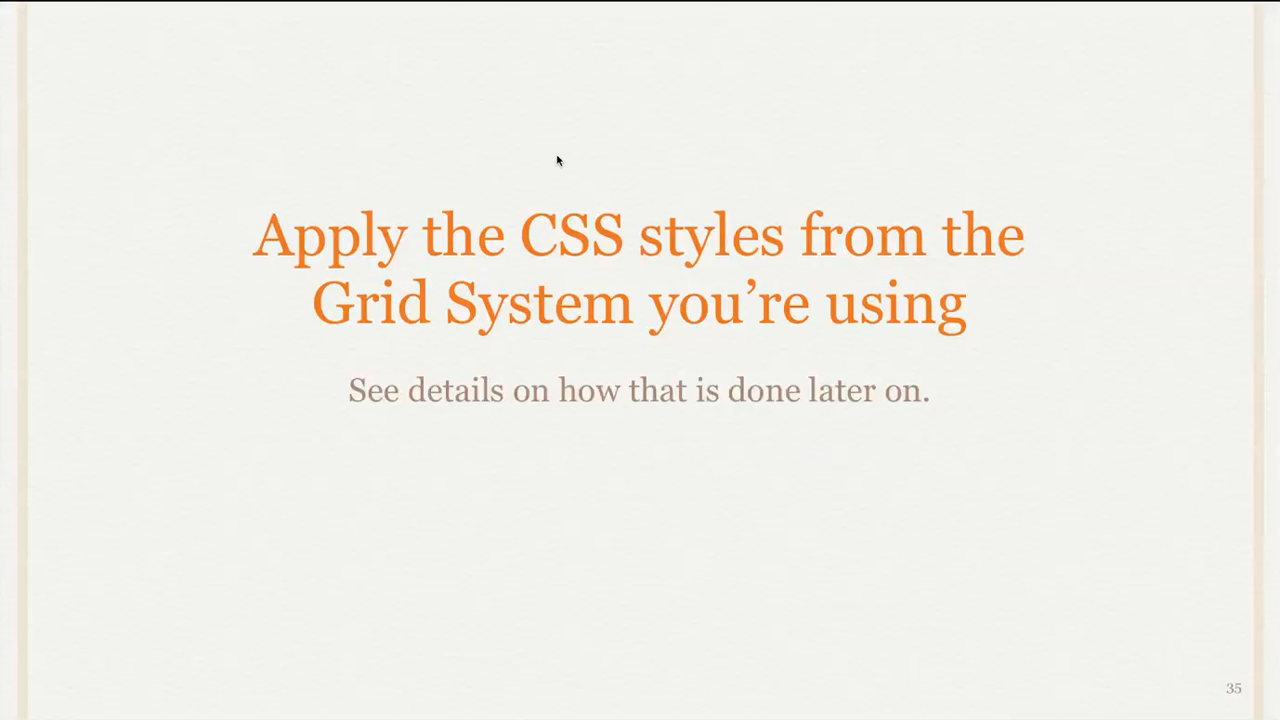 Apply the CSS styles from the
Grid System you’re using
See details on how that is done later on.
35